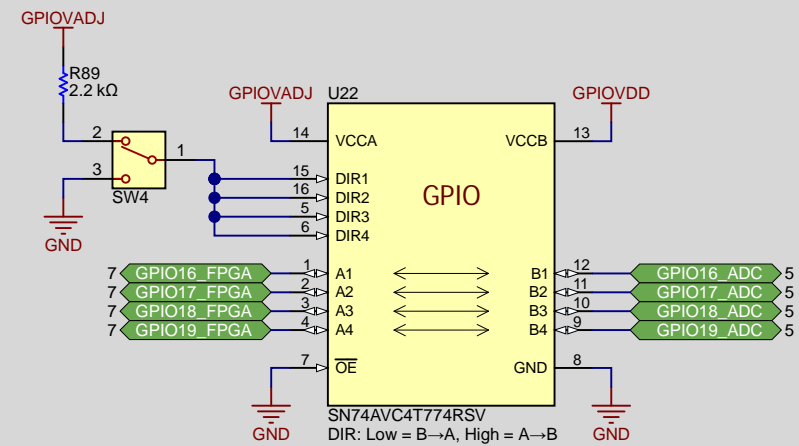 GPIOVADJ
R89
2.2 kΩ
2
3
1
SW4
GND
GPIOVADJ
U22
GPIOVDD
14
VCCA
VCCB
13
15
DIR1
16
DIR2
5
DIR3
6
DIR4
GPIO
7 GPIO16_FPGA 1 A1 B1 12 GPIO16_ADC 5
7 GPIO17_FPGA 2 A2 B2 11 GPIO17_ADC 5
7 GPIO18_FPGA 3 A3 B3 10 GPIO18_ADC 5
7 GPIO19_FPGA 4 A4 B4 9 GPIO19_ADC 5
7 OE GND 8
GND
SN74AVC4T774RSV
DIR: Low = B→A, High = A→B
GND